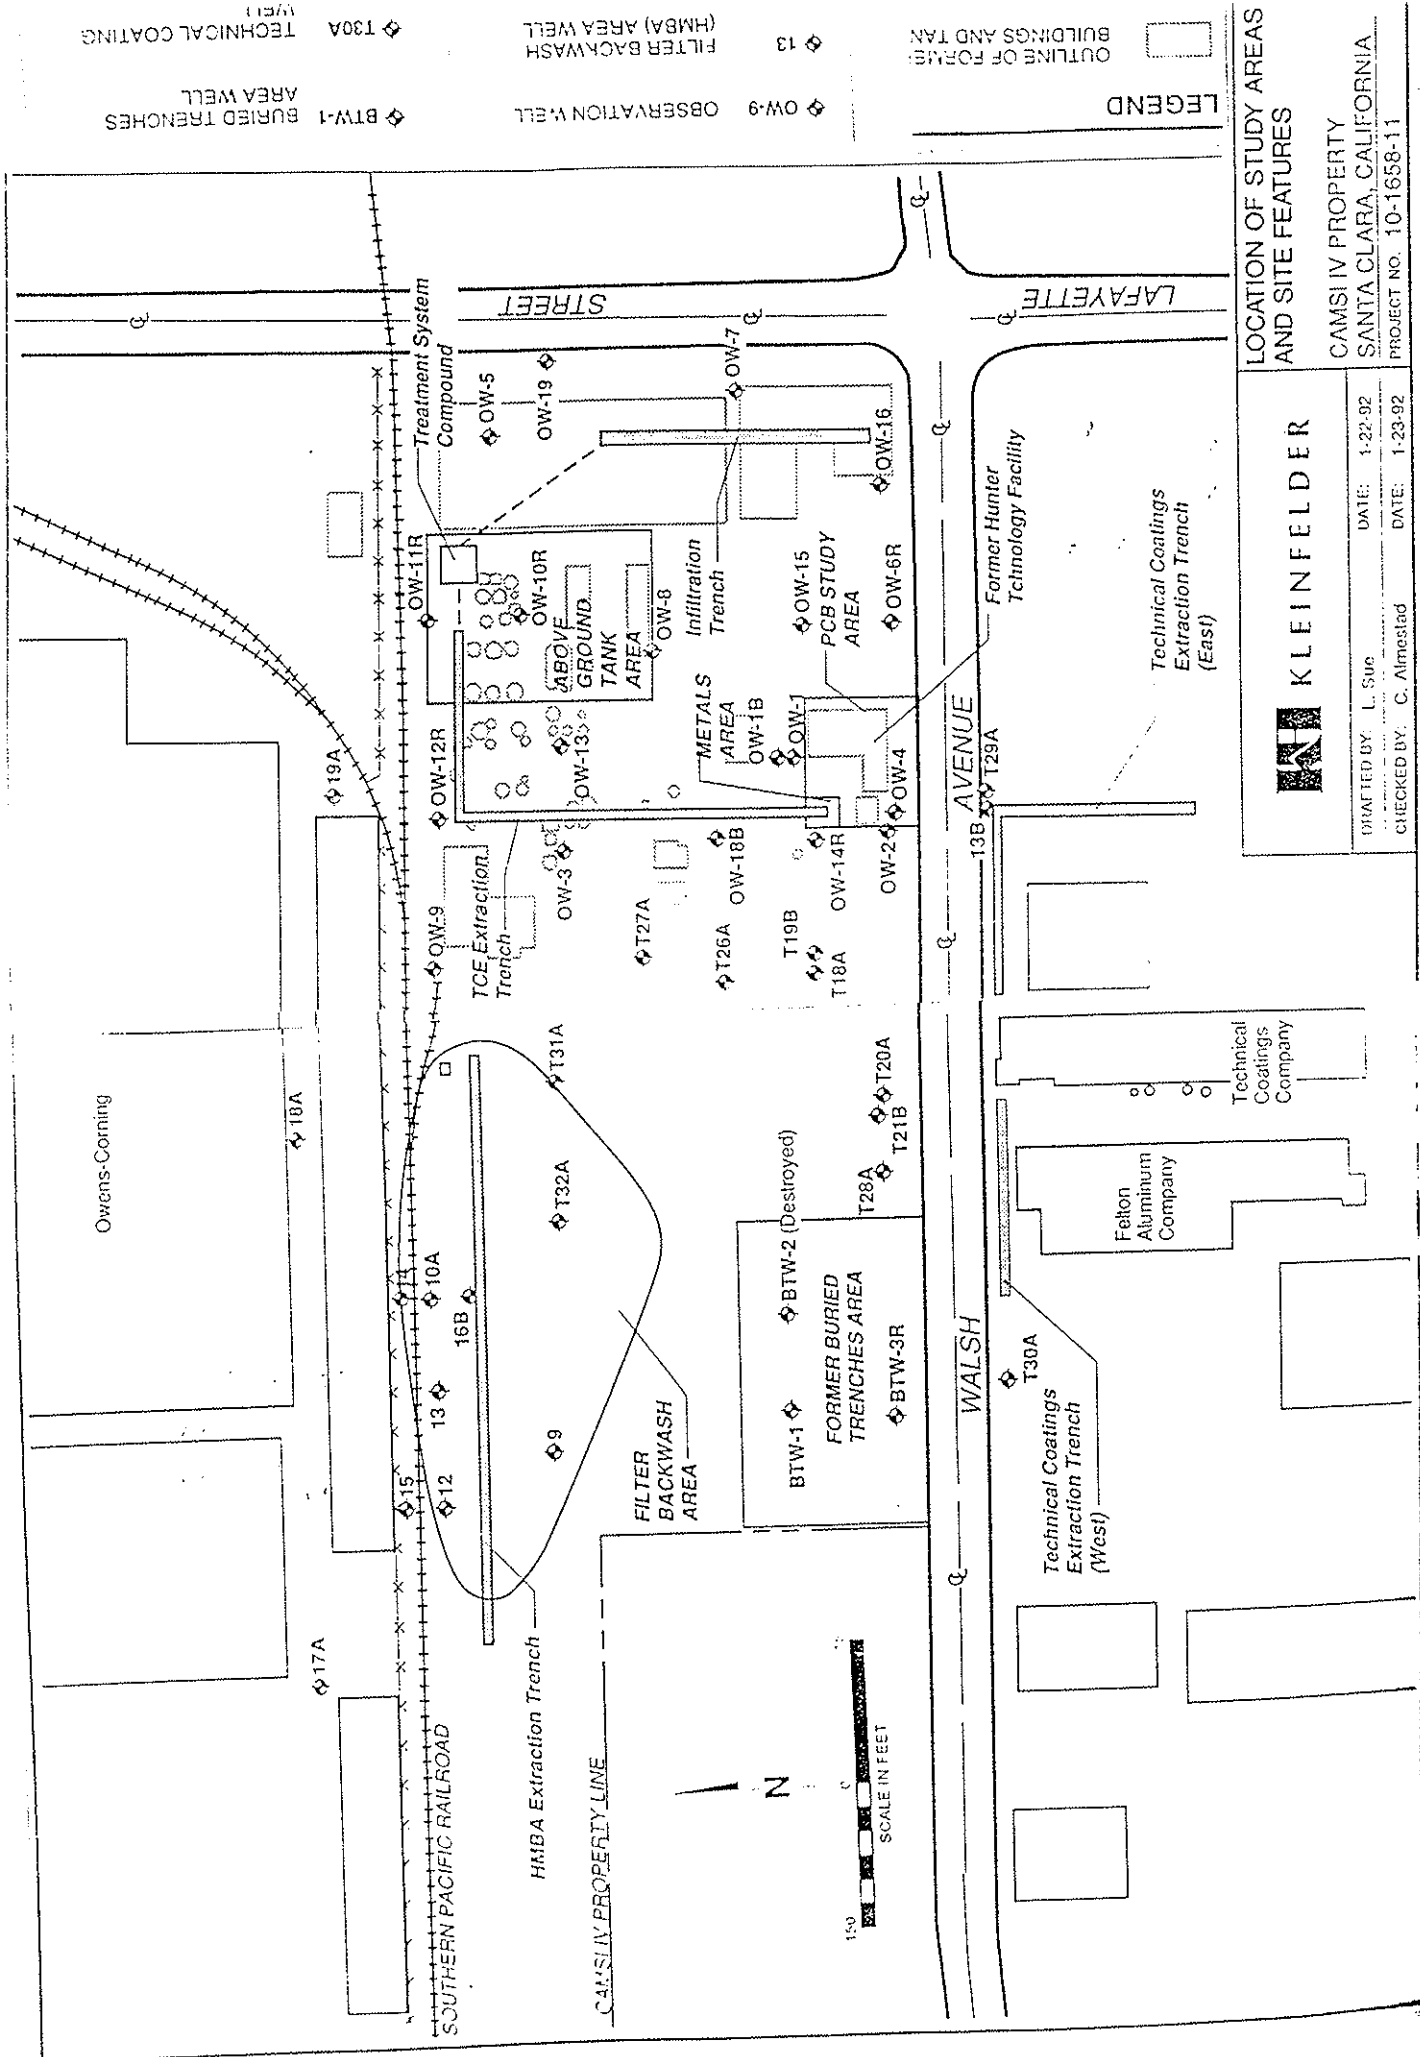 Owens-Corning
17A
18A
19A
SOUTHERN PACIFIC RAILROAD
15
12
13
14
10A
16B
9
T32A
T31A
HMBA Extraction Trench
FILTER
BACKWASH
AREA
CAMSI IV PROPERTY LINE
N
150
0
SCALE IN FEET
OW-9
TCE Extraction
Trench
OW-12R
OW-11R
Treatment System
Compound
OW-5
OW-19
OW-10R
ABOVE
GROUND
TANK
AREA
OW-8
OW-13
OW-3
T27A
T26A
OW-18B
T19B
T18A
OW-14R
METALS
AREA
OW-1B
OW-1
OW-2
OW-4
Infiltration
Trench
OW-15
PCB STUDY
AREA
OW-6R
OW-7
OW-16
Former Hunter
Tchnology Facility
BTW-1
BTW-2 (Destroyed)
FORMER BURIED
TRENCHES AREA
BTW-3R
T28A
T21B
T20A
WALSH
AVENUE
LAFAYETTE
STREET
13B
T29A
T30A
Technical Coatings
Extraction Trench
(West)
Felton
Aluminum
Company
Technical
Coatings
Company
Technical Coatings
Extraction Trench
(East)
LEGEND
OUTLINE OF FORMER
BUILDINGS AND TAN
OW-9 OBSERVATION WELL
13 FILTER BACKWASH
(HMBA) AREA WELL
BTW-1 BURIED TRENCHES
AREA WELL
T30A TECHNICAL COATING
WELL
KLEINFELDER
DRAFTED BY: L. Sue DATE: 1-22-92
CHECKED BY: C. Almestad DATE: 1-23-92
LOCATION OF STUDY AREAS
AND SITE FEATURES
CAMSI IV PROPERTY
SANTA CLARA, CALIFORNIA
PROJECT NO. 10-1658-11